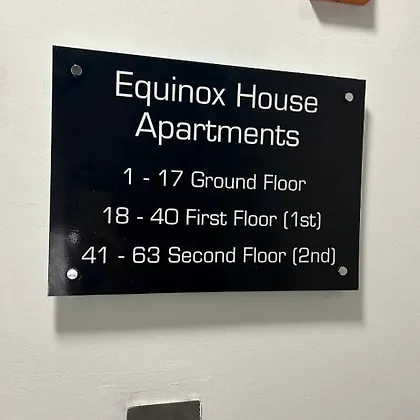 Equinox House
Apartments
1 - 17 Ground Floor
18 - 40 First Floor (1st)
41 - 63 Second Floor (2nd)